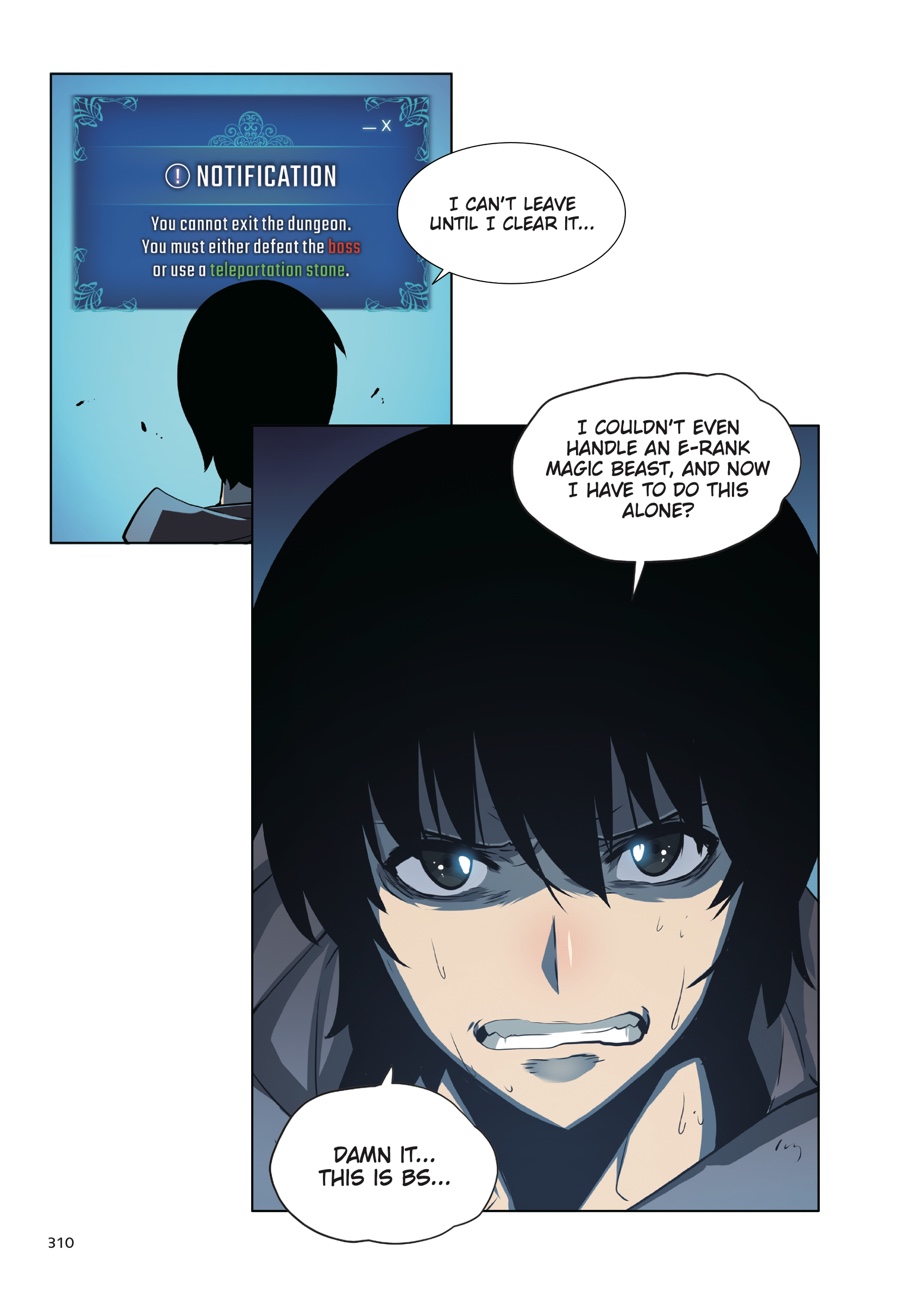 — X
! NOTIFICATION
You cannot exit the dungeon.
You must either defeat the boss
or use a teleportation stone.
I CAN'T LEAVE
UNTIL I CLEAR IT...
I COULDN'T EVEN
HANDLE AN E-RANK
MAGIC BEAST, AND NOW
I HAVE TO DO THIS
ALONE?
DAMN IT...
THIS IS BS...
310